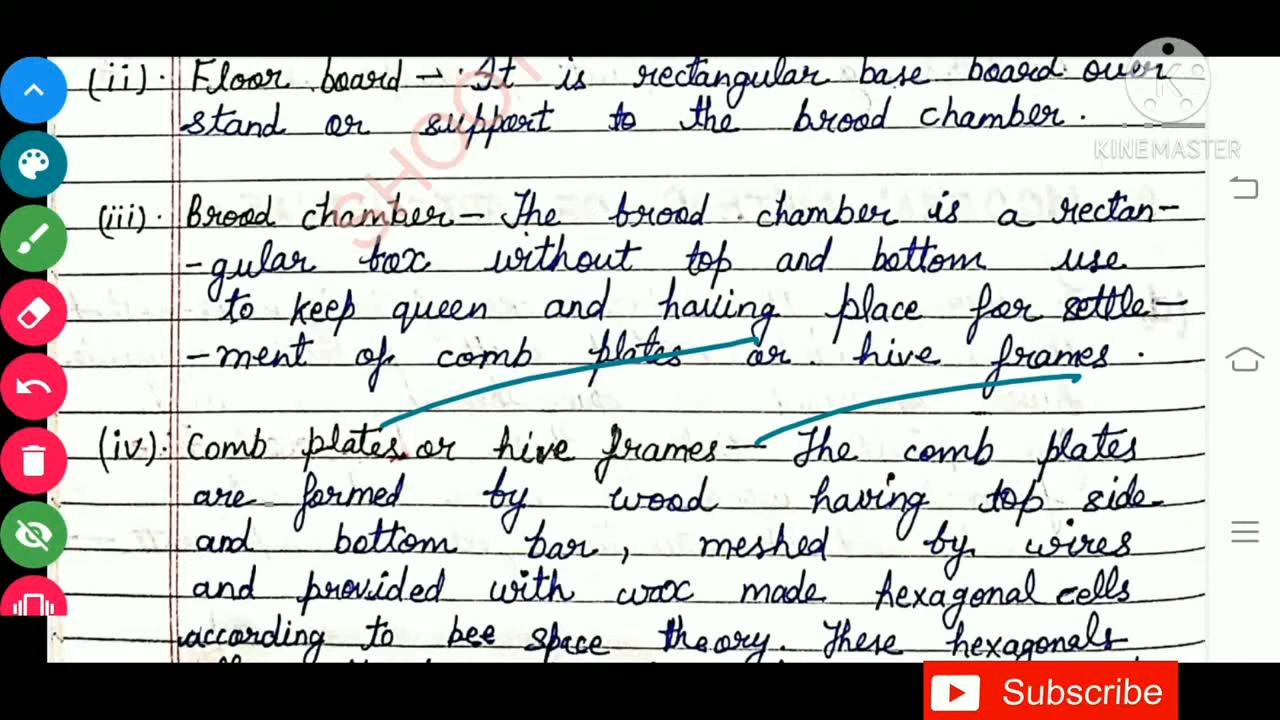 (ii). Floor board → It is rectangular base board over
stand or support to the brood chamber.
(iii). Brood chamber - The brood chamber is a rectan-
-gular box without top and bottom use
to keep queen and having place for settle-
-ment of comb plates or hive frames.
(iv). Comb plates or hive frames - The comb plates
are formed by wood having top side
and bottom bar, meshed by wires
and provided with wax made hexagonal cells
according to bee space theory. These hexagonals
SHOOT
KINEMASTER
Subscribe